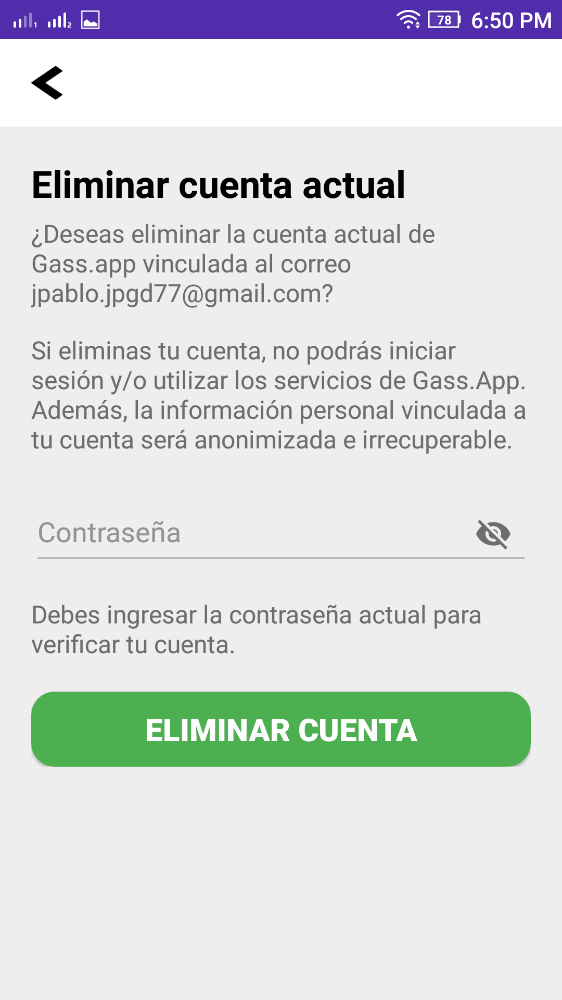 1 2 78 6:50 PM
Eliminar cuenta actual
¿Deseas eliminar la cuenta actual de
Gass.app vinculada al correo
jpablo.jpgd77@gmail.com?
Si eliminas tu cuenta, no podrás iniciar
sesión y/o utilizar los servicios de Gass.App.
Además, la información personal vinculada a
tu cuenta será anonimizada e irrecuperable.
Contraseña
Debes ingresar la contraseña actual para
verificar tu cuenta.
ELIMINAR CUENTA